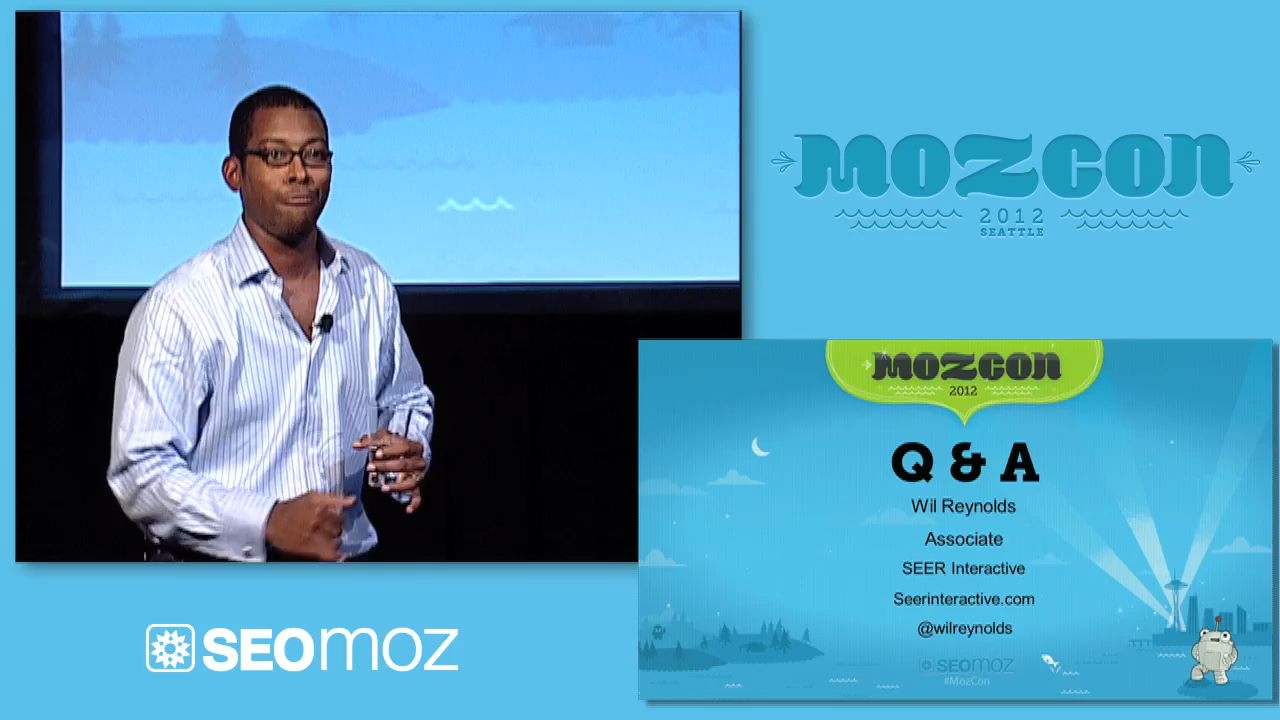 MOZCON
2012
SEATTLE
MOZCON
2012
Q & A
Wil Reynolds
Associate
SEER Interactive
Seerinteractive.com
@wilreynolds
SEOMOZ
#MozCon
SEOMOZ